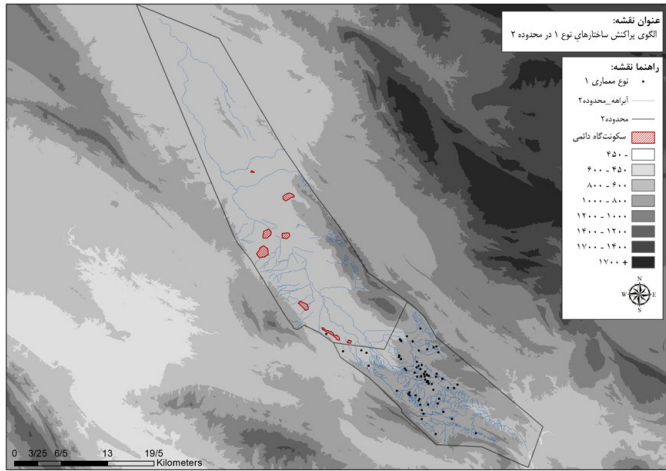 عنوان نقشه:
الگوی پراکنش ساختارهای نوع ۱ در محدوده ۲
راهنما نقشه:
نوع معماری ۱
آبراهه_محدوده۲
محدوده۲
سکونت‌گاه دائمی
۴۵۰ -
۶۰۰ - ۴۵۰
۸۰۰ - ۶۰۰
۱۰۰۰ - ۸۰۰
۱۲۰۰ - ۱۰۰۰
۱۴۰۰ - ۱۲۰۰
۱۷۰۰ - ۱۴۰۰
۱۷۰۰ +
N
W E
S
0 3/25 6/5 13 19/5
Kilometers